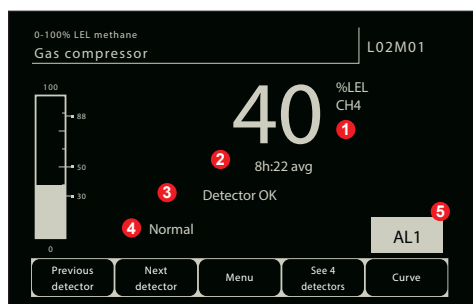 0-100% LEL methane
Gas compressor
L02M01
100
88
50
30
0
40
%LEL
CH4
1
2
8h:22 avg
3
Detector OK
4
Normal
5
AL1
Previous
detector
Next
detector
Menu
See 4
detectors
Curve